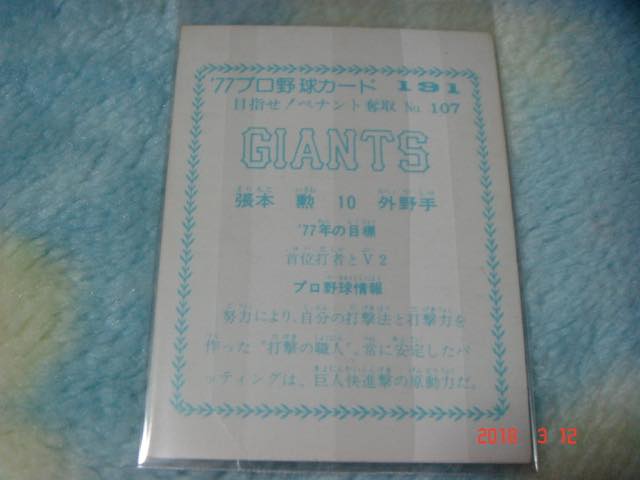 '77プロ野球カード 191
目指せ!ペナント奪取 No. 107
GIANTS
張本 勲 10 外野手
'77年の目標
首位打者とV2
プロ野球情報
努力により、自分の打撃法と打撃力を
作った“打撃の職人”。常に安定したバ
ッティングは、巨人快進撃の原動力だ。
2018 3 12